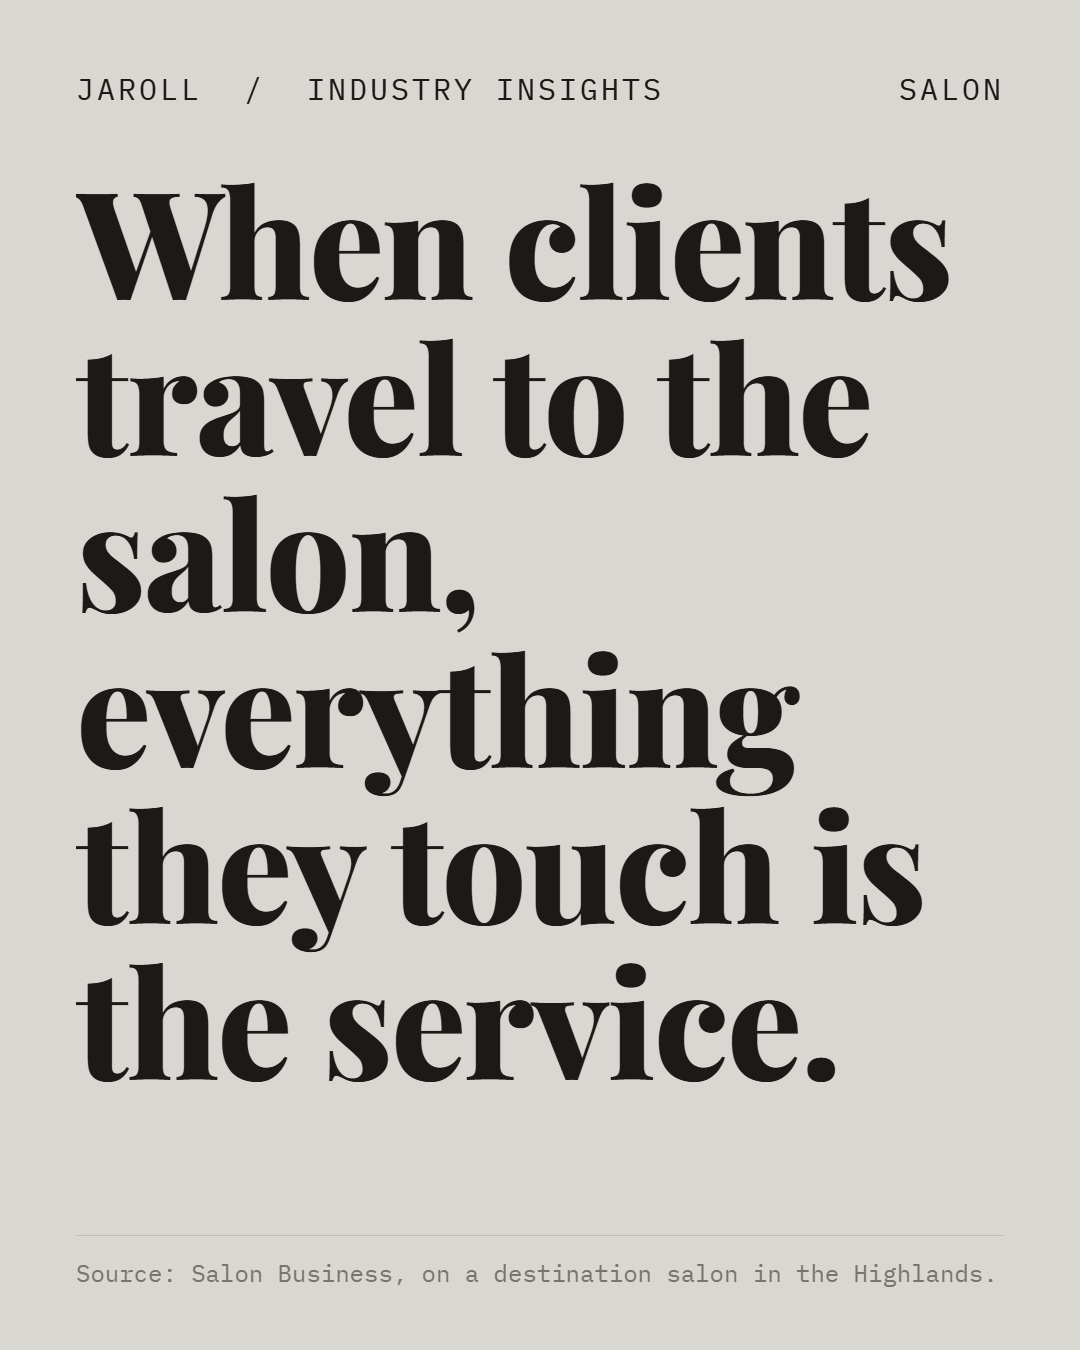 JAROLL / INDUSTRY INSIGHTS SALON
When clients
travel to the
salon,
everything
they touch is
the service.
Source: Salon Business, on a destination salon in the Highlands.